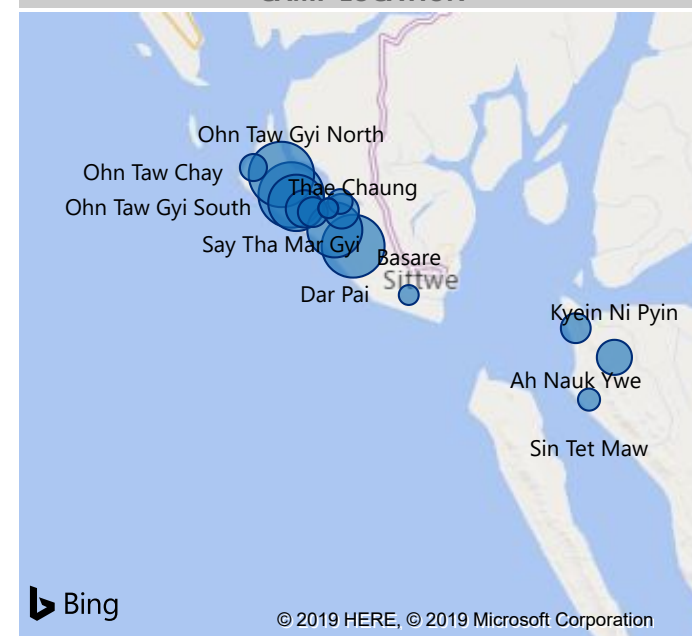 Ohn Taw Gyi North
Ohn Taw Chay
Thae Chaung
Ohn Taw Gyi South
Say Tha Mar Gyi
Basare
Sittwe
Dar Pai
Kyein Ni Pyin
Ah Nauk Ywe
Sin Tet Maw
Bing
© 2019 HERE, © 2019 Microsoft Corporation